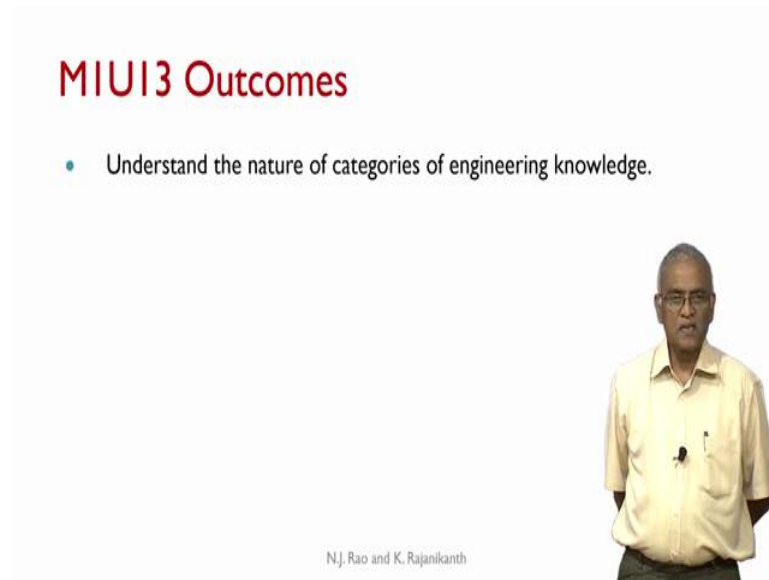 M1U13 Outcomes
Understand the nature of categories of engineering knowledge.
N.J. Rao and K. Rajanikanth